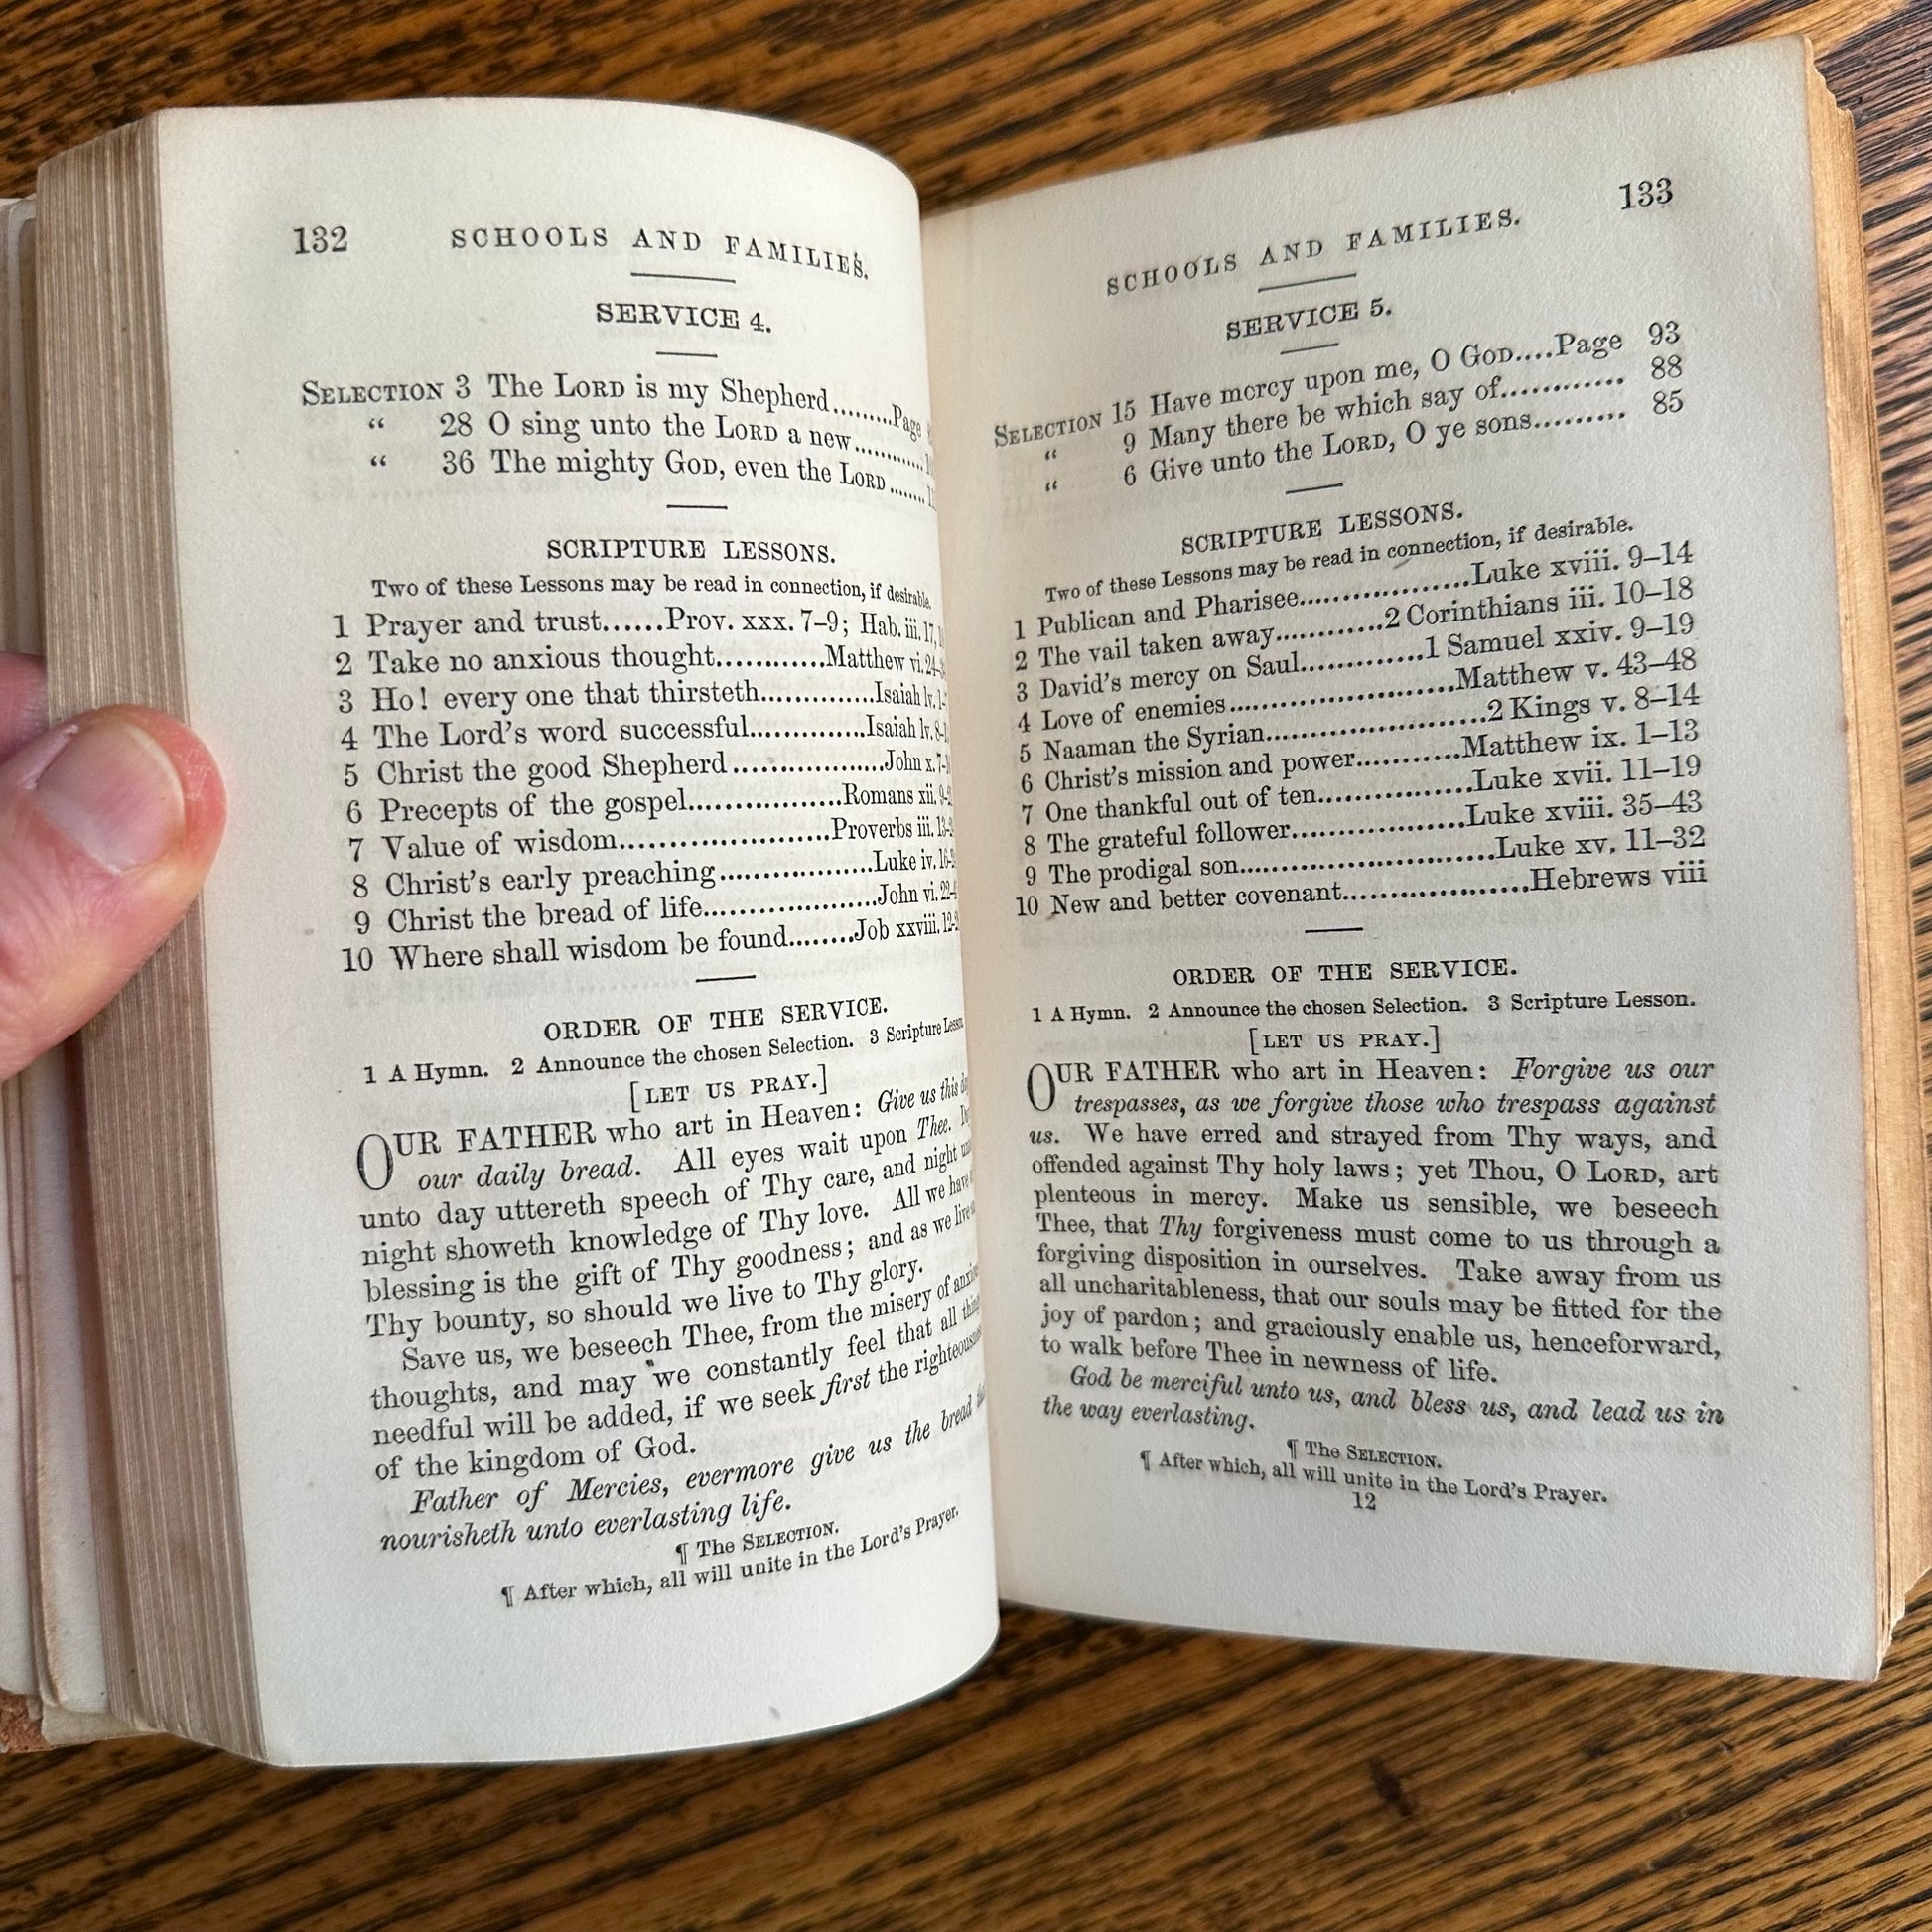 132 SCHOOLS AND FAMILIES.
SERVICE 4.
SELECTION 3 The LORD is my Shepherd........Page
“ 28 O sing unto the LORD a new............
“ 36 The mighty GOD, even the LORD........
SCRIPTURE LESSONS.
Two of these Lessons may be read in connection, if desirable.
1 Prayer and trust......Prov. xxx. 7–9; Hab. iii. 17,
2 Take no anxious thought............Matthew vi. 24–
3 Ho! every one that thirsteth.............Isaiah lv. 1–
4 The Lord's word successful.............Isaiah lv. 8–
5 Christ the good Shepherd..................John x. 7–
6 Precepts of the gospel.................Romans xii. 9–
7 Value of wisdom........................Proverbs iii. 13–
8 Christ's early preaching..................Luke iv. 16–
9 Christ the bread of life....................John vi. 22–
10 Where shall wisdom be found........Job xxviii. 12–
ORDER OF THE SERVICE.
1 A Hymn. 2 Announce the chosen Selection. 3 Scripture Lesson.
[LET US PRAY.]
OUR FATHER who art in Heaven: Give us this
our daily bread. All eyes wait upon Thee.
unto day uttereth speech of Thy care, and night
night showeth knowledge of Thy love. All we have
blessing is the gift of Thy goodness; and as we live
Thy bounty, so should we live to Thy glory.
Save us, we beseech Thee, from the misery of
thoughts, and may we constantly feel that all
needful will be added, if we seek first the righteousness
of the kingdom of God.
Father of Mercies, evermore give us the bread
nourisheth unto everlasting life.
¶ The SELECTION.
¶ After which, all will unite in the Lord's Prayer.
SCHOOLS AND FAMILIES. 133
SERVICE 5.
SELECTION 15 Have mercy upon me, O GOD....Page 93
“ 9 Many there be which say of............ 88
“ 6 Give unto the LORD, O ye sons......... 85
SCRIPTURE LESSONS.
Two of these Lessons may be read in connection, if desirable.
1 Publican and Pharisee..................Luke xviii. 9–14
2 The vail taken away............2 Corinthians iii. 10–18
3 David's mercy on Saul.............1 Samuel xxiv. 9–19
4 Love of enemies........................Matthew v. 43–48
5 Naaman the Syrian.......................2 Kings v. 8–14
6 Christ's mission and power...........Matthew ix. 1–13
7 One thankful out of ten................Luke xvii. 11–19
8 The grateful follower..................Luke xviii. 35–43
9 The prodigal son..........................Luke xv. 11–32
10 New and better covenant...................Hebrews viii
ORDER OF THE SERVICE.
1 A Hymn. 2 Announce the chosen Selection. 3 Scripture Lesson.
[LET US PRAY.]
OUR FATHER who art in Heaven: Forgive us our
trespasses, as we forgive those who trespass against
us. We have erred and strayed from Thy ways, and
offended against Thy holy laws; yet Thou, O LORD, art
plenteous in mercy. Make us sensible, we beseech
Thee, that Thy forgiveness must come to us through a
forgiving disposition in ourselves. Take away from us
all uncharitableness, that our souls may be fitted for the
joy of pardon; and graciously enable us, henceforward,
to walk before Thee in newness of life.
God be merciful unto us, and bless us, and lead us in
the way everlasting.
¶ The SELECTION.
¶ After which, all will unite in the Lord's Prayer.
12